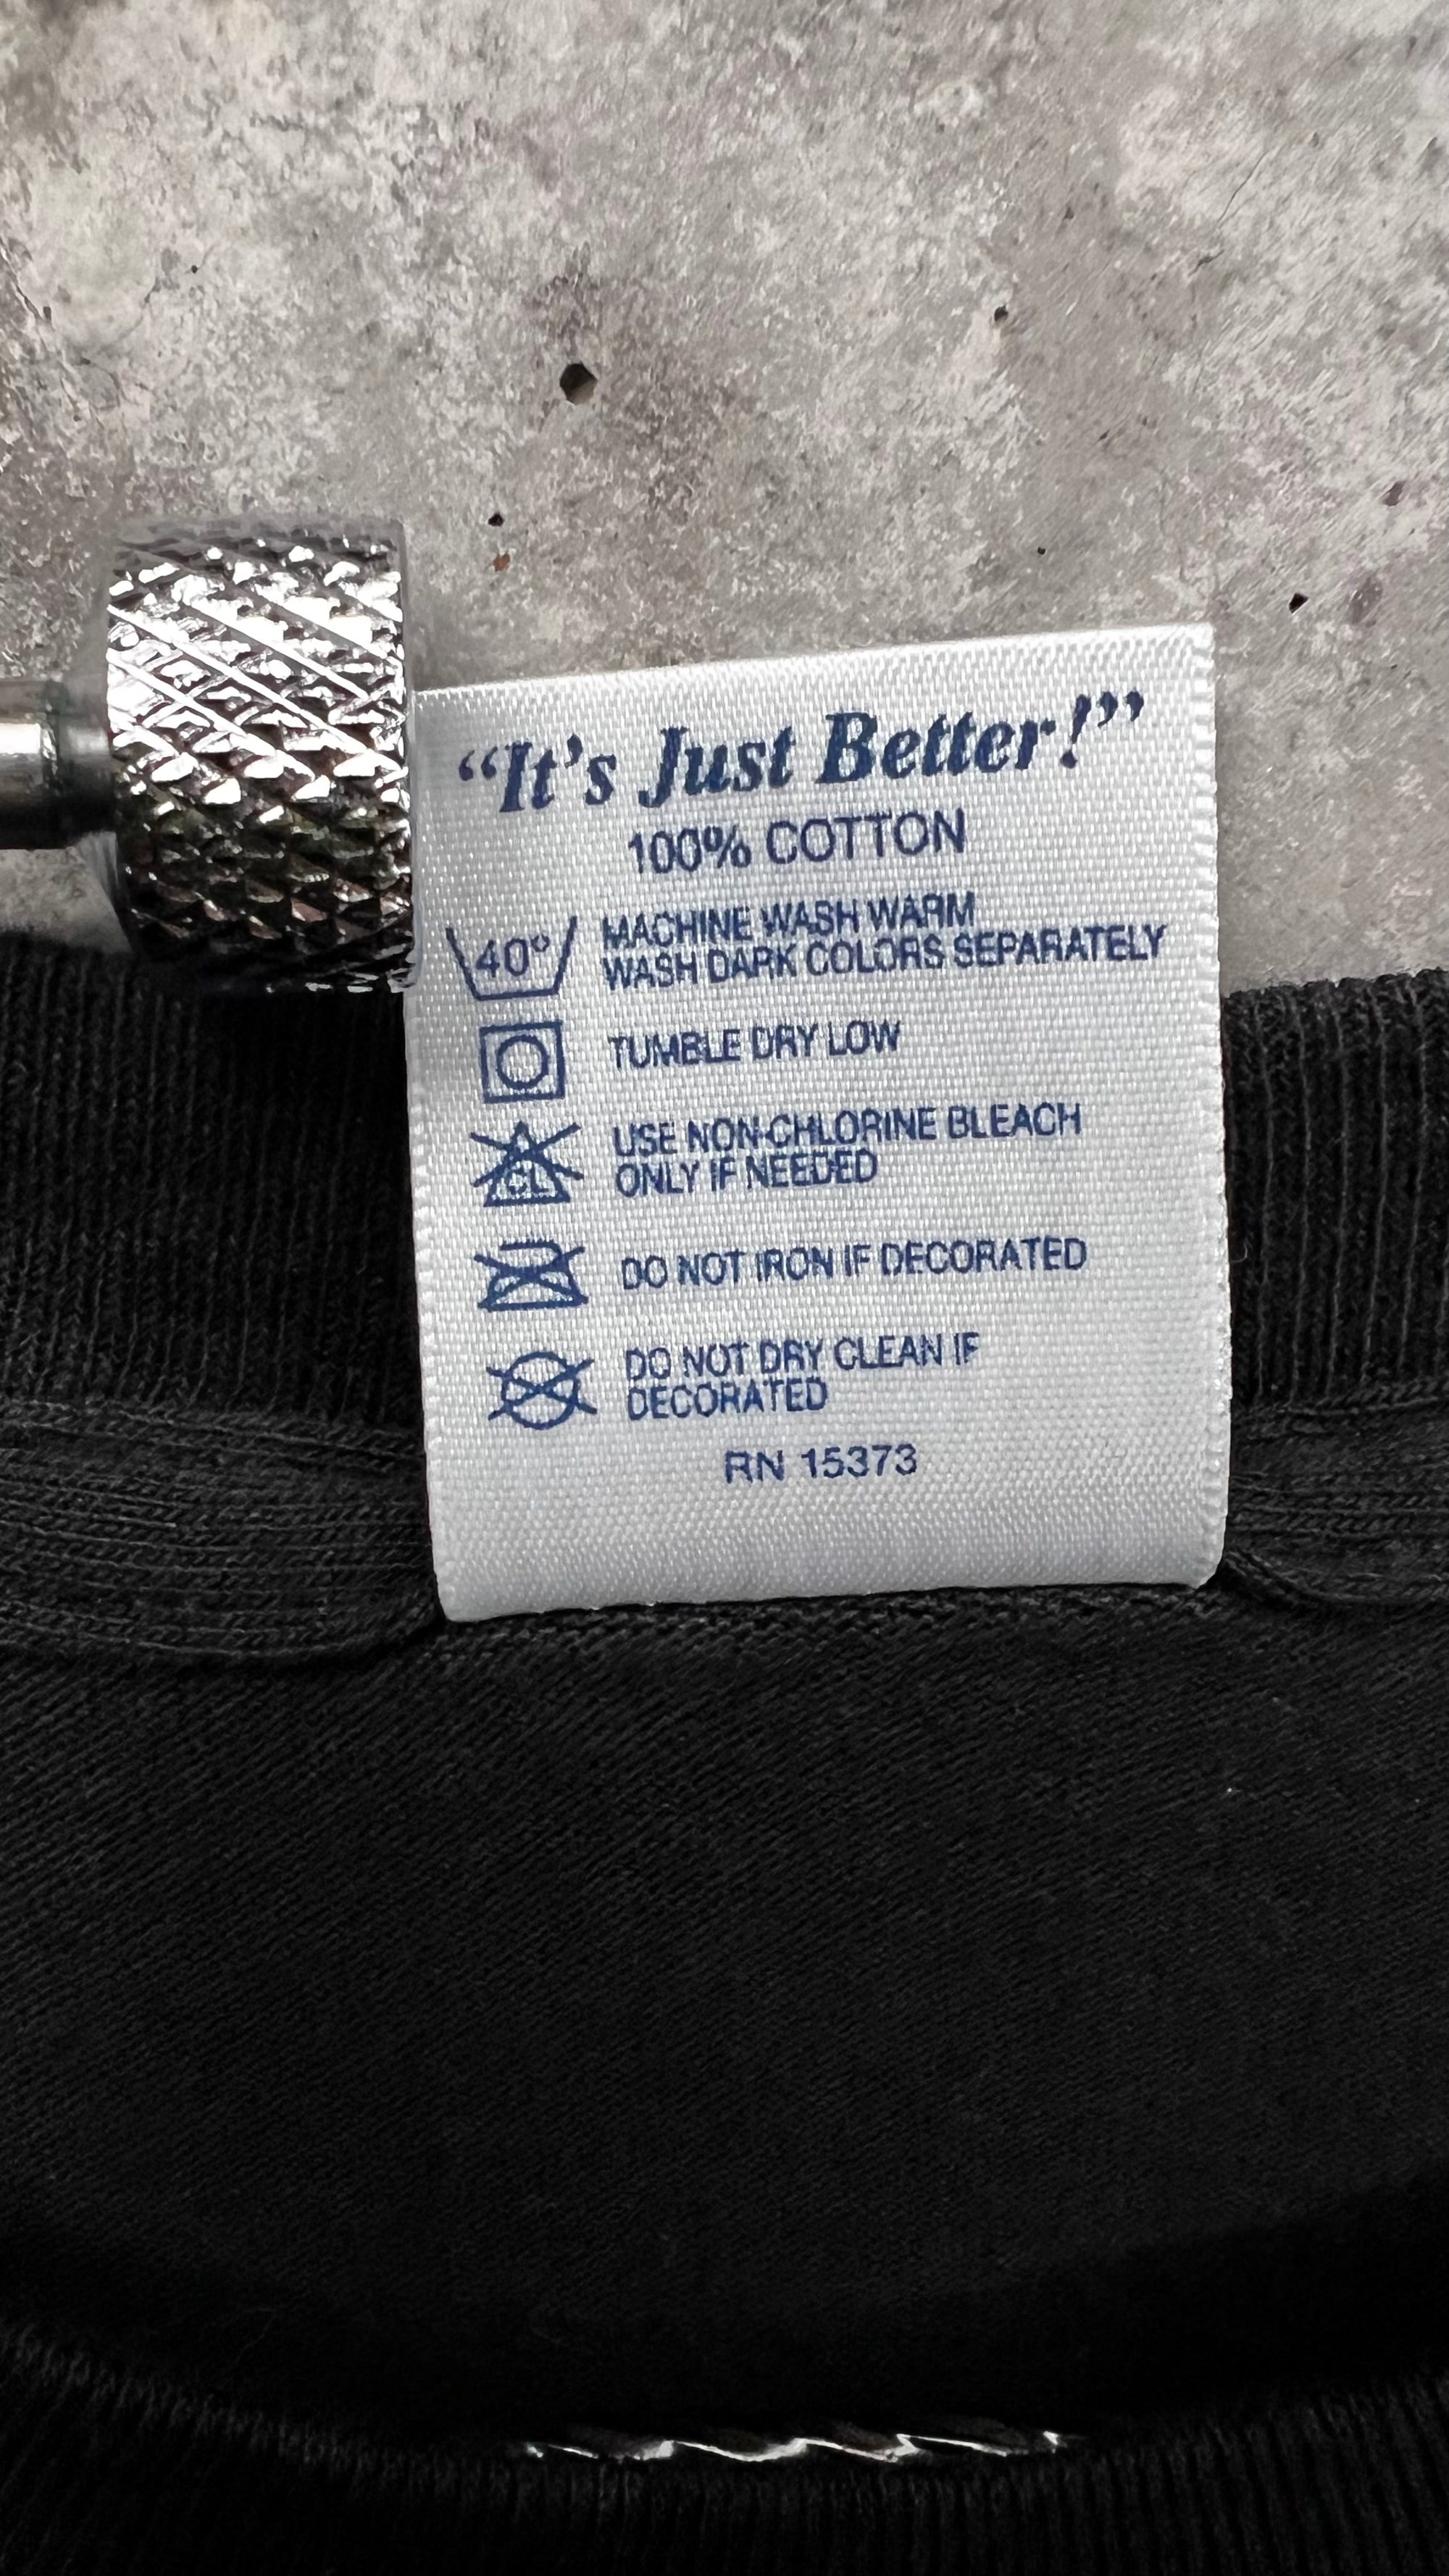 “It’s Just Better!”
100% COTTON
40°
MACHINE WASH WARM
WASH DARK COLORS SEPARATELY
TUMBLE DRY LOW
CL
USE NON-CHLORINE BLEACH
ONLY IF NEEDED
DO NOT IRON IF DECORATED
DO NOT DRY CLEAN IF
DECORATED
RN 15373